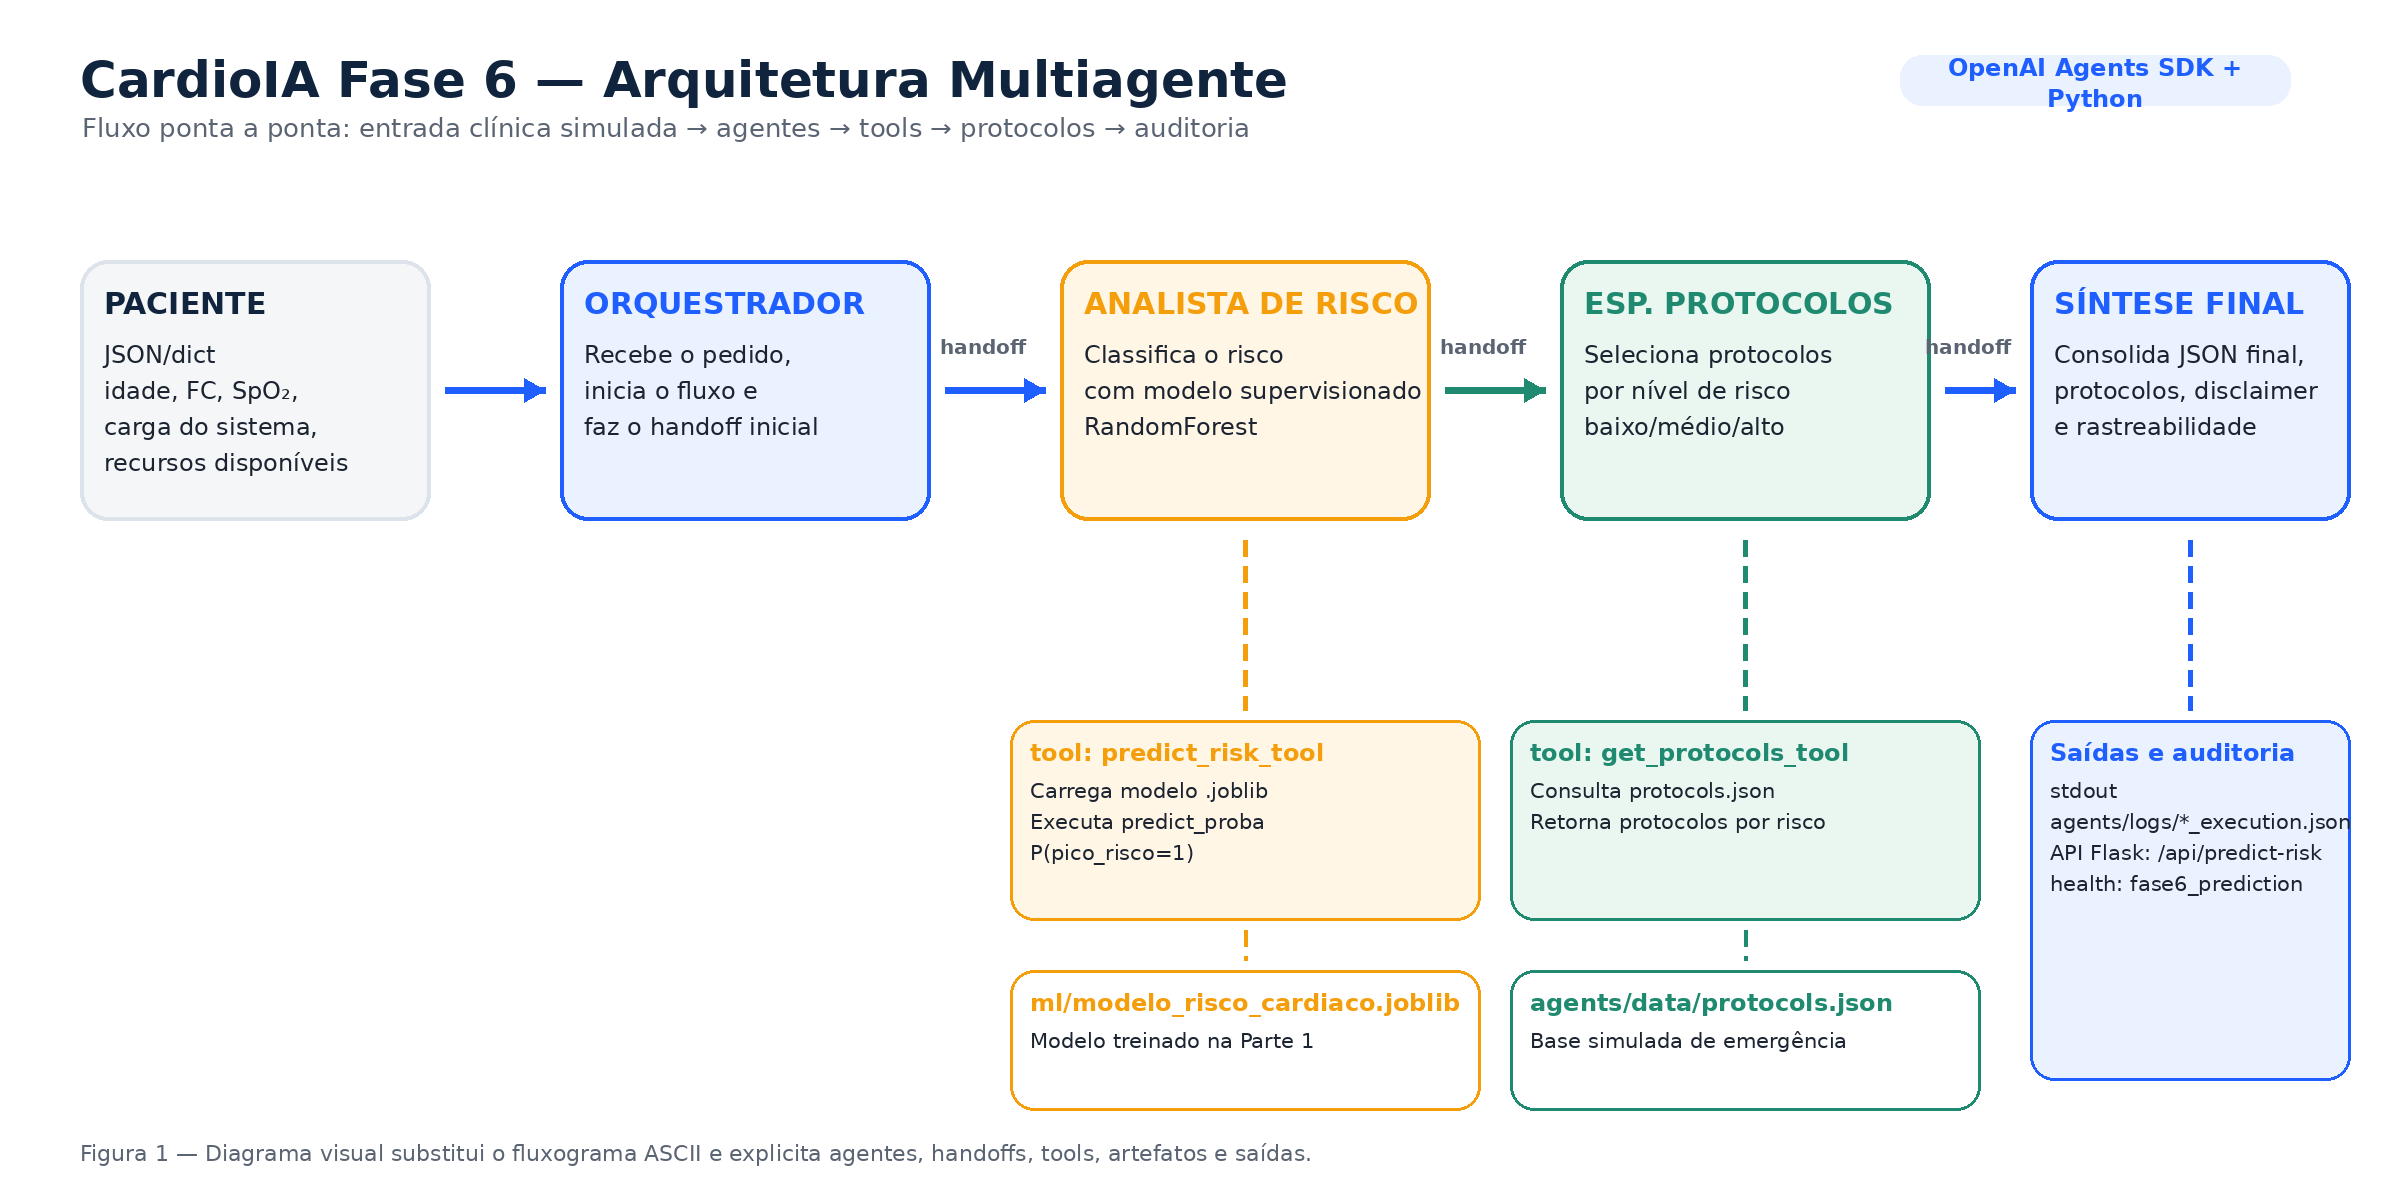 CardioIA Fase 6 — Arquitetura Multiagente
Fluxo ponta a ponta: entrada clínica simulada → agentes → tools → protocolos → auditoria
OpenAI Agents SDK +
Python
PACIENTE
JSON/dict
idade, FC, SpO₂,
carga do sistema,
recursos disponíveis
ORQUESTRADOR
Recebe o pedido,
inicia o fluxo e
faz o handoff inicial
handoff
ANALISTA DE RISCO
Classifica o risco
com modelo supervisionado
RandomForest
handoff
ESP. PROTOCOLOS
Seleciona protocolos
por nível de risco
baixo/médio/alto
handoff
SÍNTESE FINAL
Consolida JSON final,
protocolos, disclaimer
e rastreabilidade
tool: predict_risk_tool
Carrega modelo .joblib
Executa predict_proba
P(pico_risco=1)
tool: get_protocols_tool
Consulta protocols.json
Retorna protocolos por risco
Saídas e auditoria
stdout
agents/logs/*_execution.json
API Flask: /api/predict-risk
health: fase6_prediction
ml/modelo_risco_cardiaco.joblib
Modelo treinado na Parte 1
agents/data/protocols.json
Base simulada de emergência
Figura 1 — Diagrama visual substitui o fluxograma ASCII e explicita agentes, handoffs, tools, artefatos e saídas.